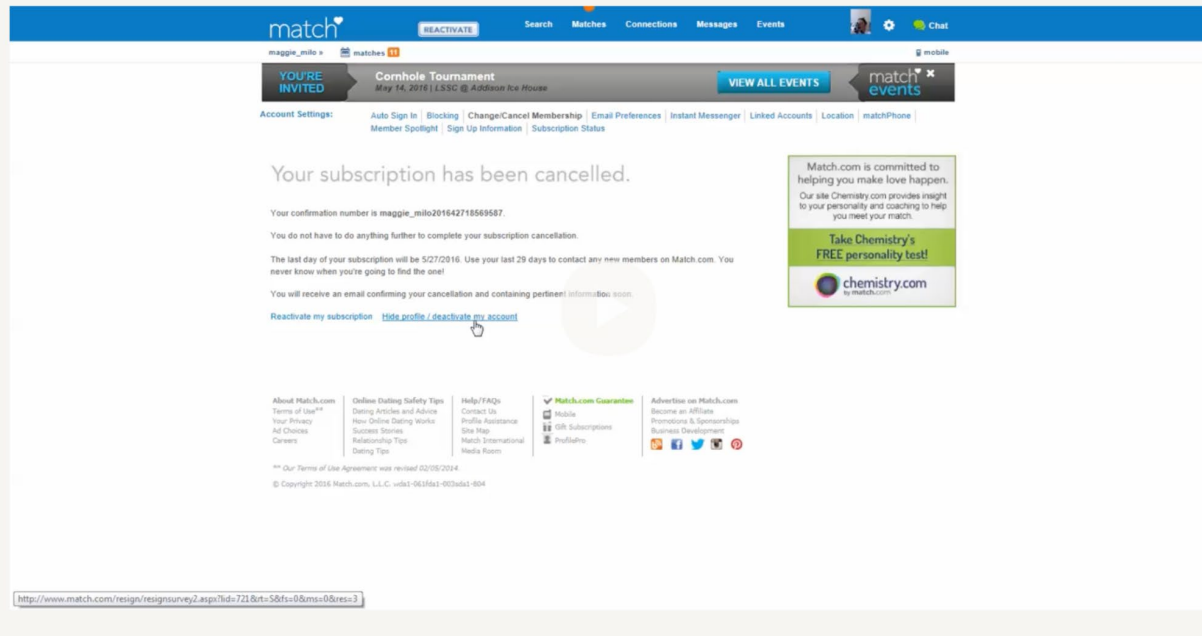 match
REACTIVATE
Search Matches Connections Messages Events
Chat
maggie_milo »
matches 11
mobile
YOU'RE INVITED
Cornhole Tournament
May 14, 2016 | LSSC @ Addison Ice House
VIEW ALL EVENTS
match events
Account Settings:
Auto Sign In | Blocking | Change/Cancel Membership | Email Preferences | Instant Messenger | Linked Accounts | Location | matchPhone
Member Spotlight | Sign Up Information | Subscription Status
Your subscription has been cancelled.
Your confirmation number is maggie_milo201642718569587.
You do not have to do anything further to complete your subscription cancellation.
The last day of your subscription will be 5/27/2016. Use your last 29 days to contact any new members on Match.com. You
never know when you're going to find the one!
You will receive an email confirming your cancellation and containing pertinent information soon.
Reactivate my subscription Hide profile / deactivate my account
Match.com is committed to
helping you make love happen.
Our site Chemistry.com provides insight
to your personality and coaching to help
you meet your match.
Take Chemistry's
FREE personality test!
chemistry.com
by match.com
About Match.com
Terms of Use**
Your Privacy
Ad Choices
Careers
Online Dating Safety Tips
Dating Articles and Advice
How Online Dating Works
Success Stories
Relationship Tips
Dating Tips
Help/FAQs
Contact Us
Profile Assistance
Site Map
Match International
Media Room
Match.com Guarantee
Mobile
Gift Subscriptions
ProfilePro
Advertise on Match.com
Become an Affiliate
Promotions & Sponsorships
Business Development
** Our Terms of Use Agreement was revised 02/05/2014.
© Copyright 2016 Match.com, L.L.C.
http://www.match.com/resign/resignsurvey2.aspx?lid=721&rt=5&fs=0&ms=0&res=3